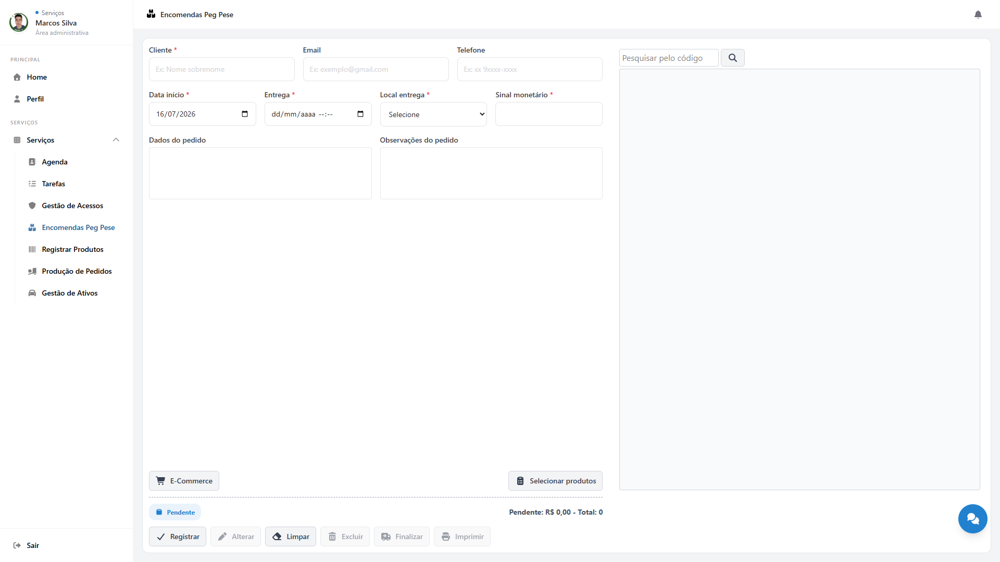 Serviços
Marcos Silva
Área administrativa
PRINCIPAL
Home
Perfil
SERVIÇOS
Serviços
Agenda
Tarefas
Gestão de Acessos
Encomendas Peg Pese
Registrar Produtos
Produção de Pedidos
Gestão de Ativos
Sair
Encomendas Peg Pese
Cliente * Email Telefone
Ex: Nome sobrenome Ex: exemplo@gmail.com Ex: xx 9xxxx-xxxx
Data início * Entrega * Local entrega * Sinal monetário *
16/07/2026 dd/mm/aaaa --:-- Selecione
Dados do pedido Observações do pedido
E-Commerce Selecionar produtos
Pendente Pendente: R$ 0,00 - Total: 0
Registrar Alterar Limpar Excluir Finalizar Imprimir
Pesquisar pelo código